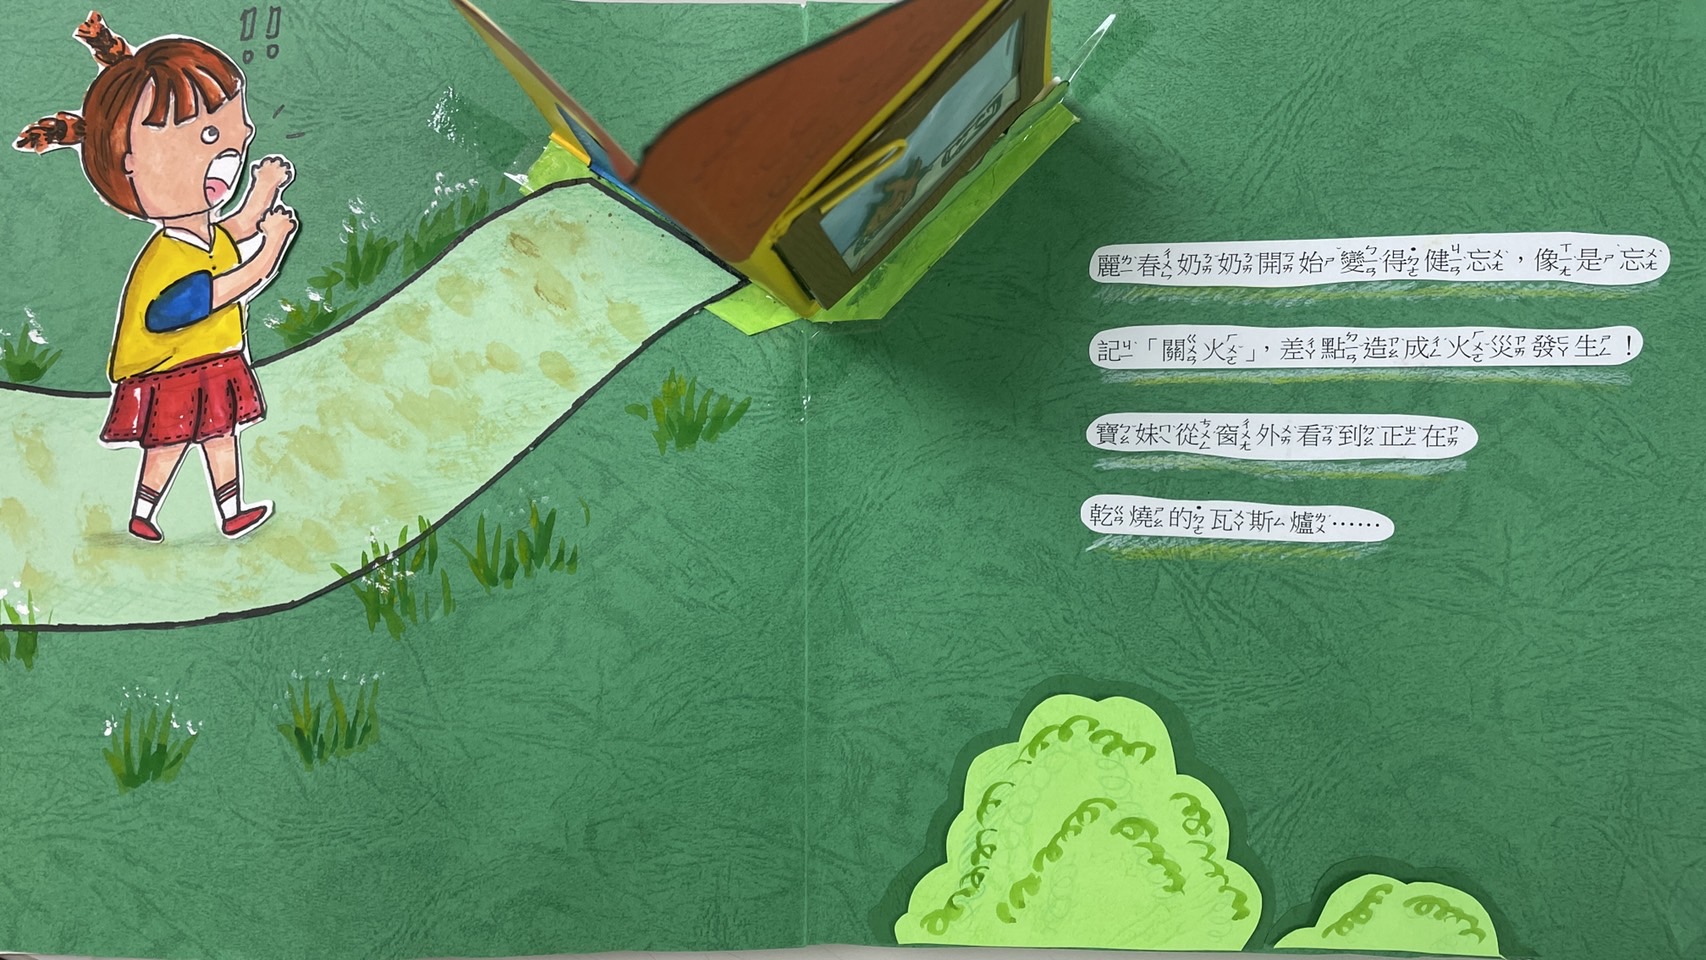 !!
麗春奶奶開始變得健忘，像是忘
記「關火」，差點造成火災發生！
寶妹從窗外看到正在
乾燒的瓦斯爐……